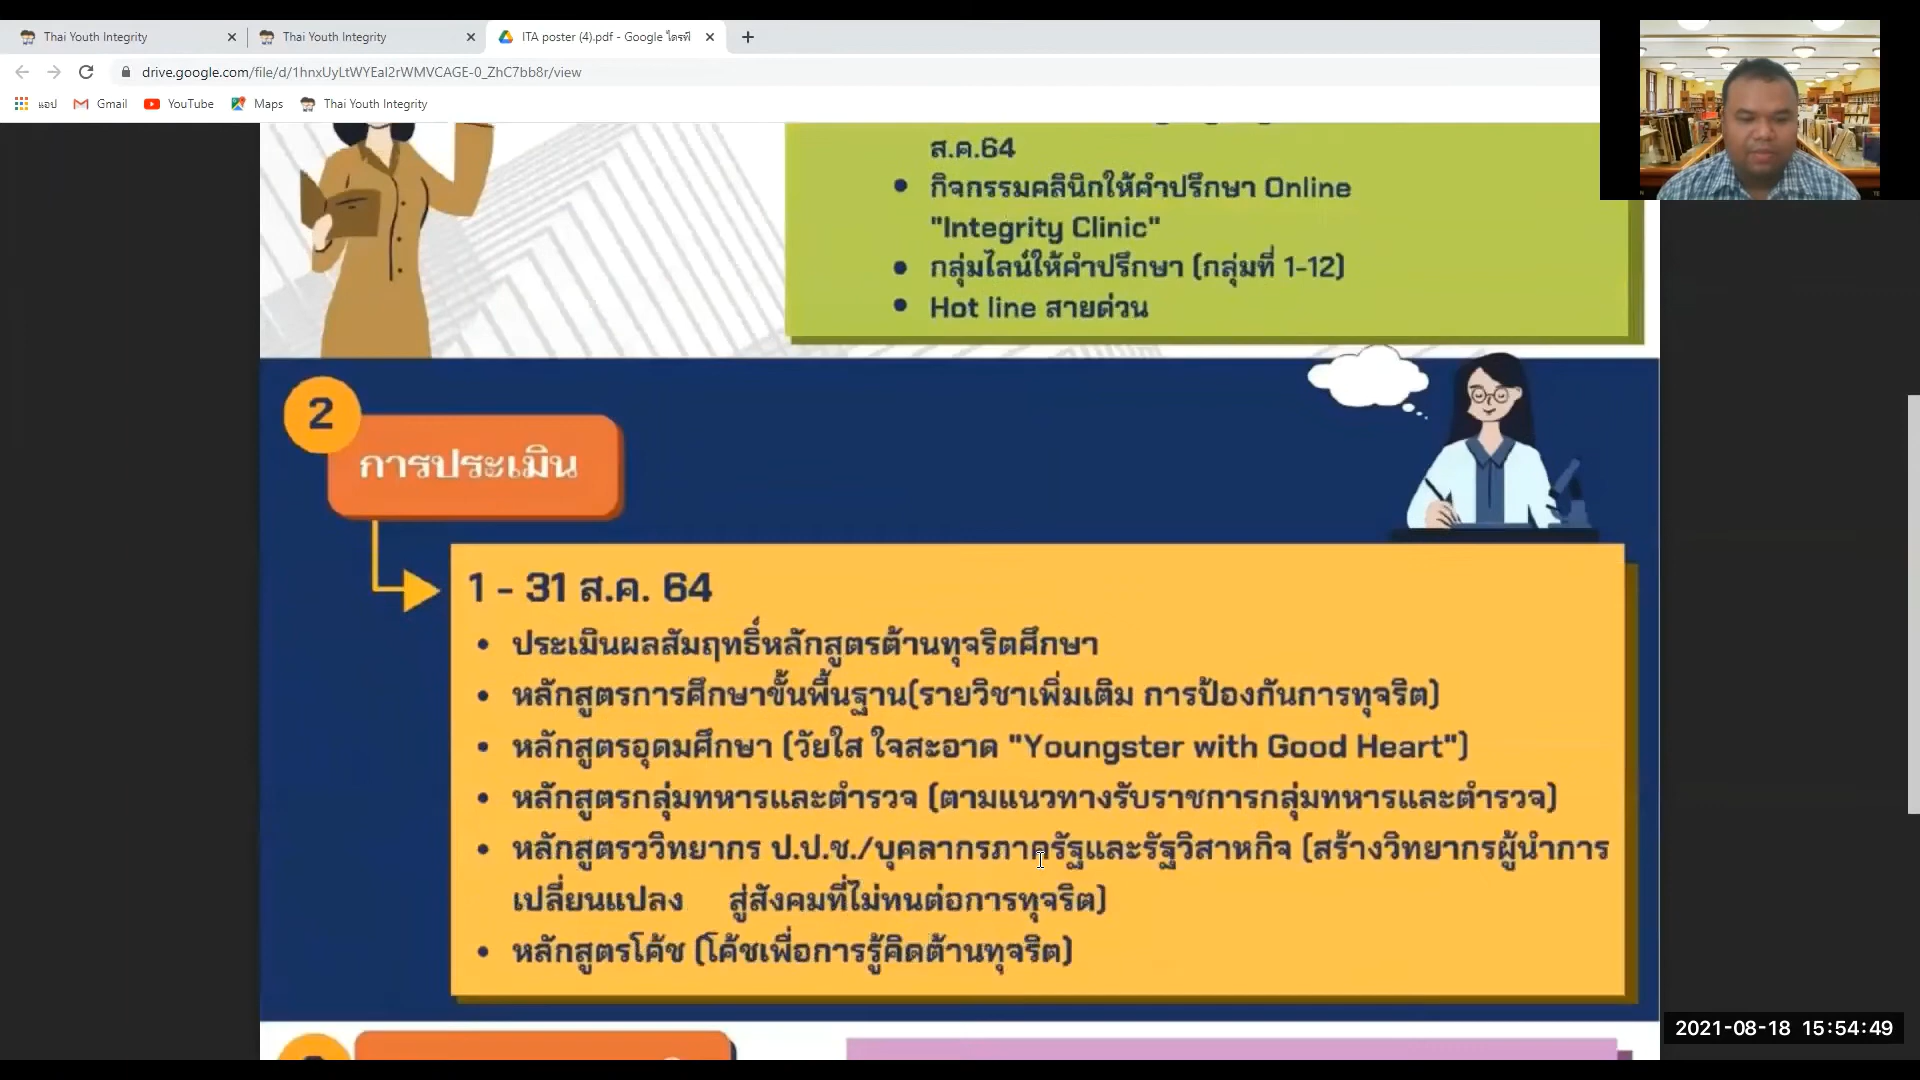 Thai Youth Integrity
Thai Youth Integrity
ITA poster (4).pdf - Google ไดรฟ์
drive.google.com/file/d/1hnxUyLtWYEaI2rWMVCAGE-0_ZhC7bb8r/view
แอป Gmail YouTube Maps Thai Youth Integrity
ส.ค.64
• กิจกรรมคลินิกให้คำปรึกษา Online
"Integrity Clinic"
• กลุ่มไลน์ให้คำปรึกษา (กลุ่มที่ 1-12)
• Hot line สายด่วน
2
การประเมิน
1 - 31 ส.ค. 64
• ประเมินผลสัมฤทธิ์หลักสูตรต้านทุจริตศึกษา
• หลักสูตรการศึกษาขั้นพื้นฐาน(รายวิชาเพิ่มเติม การป้องกันการทุจริต)
• หลักสูตรอุดมศึกษา (วัยใส ใจสะอาด "Youngster with Good Heart")
• หลักสูตรกลุ่มทหารและตำรวจ (ตามแนวทางรับราชการกลุ่มทหารและตำรวจ)
• หลักสูตรววิทยากร ป.ป.ช./บุคลากรภาครัฐและรัฐวิสาหกิจ (สร้างวิทยากรผู้นำการ
เปลี่ยนแปลง สู่สังคมที่ไม่ทนต่อการทุจริต)
• หลักสูตรโค้ช (โค้ชเพื่อการรู้คิดต้านทุจริต)
2021-08-18 15:54:49